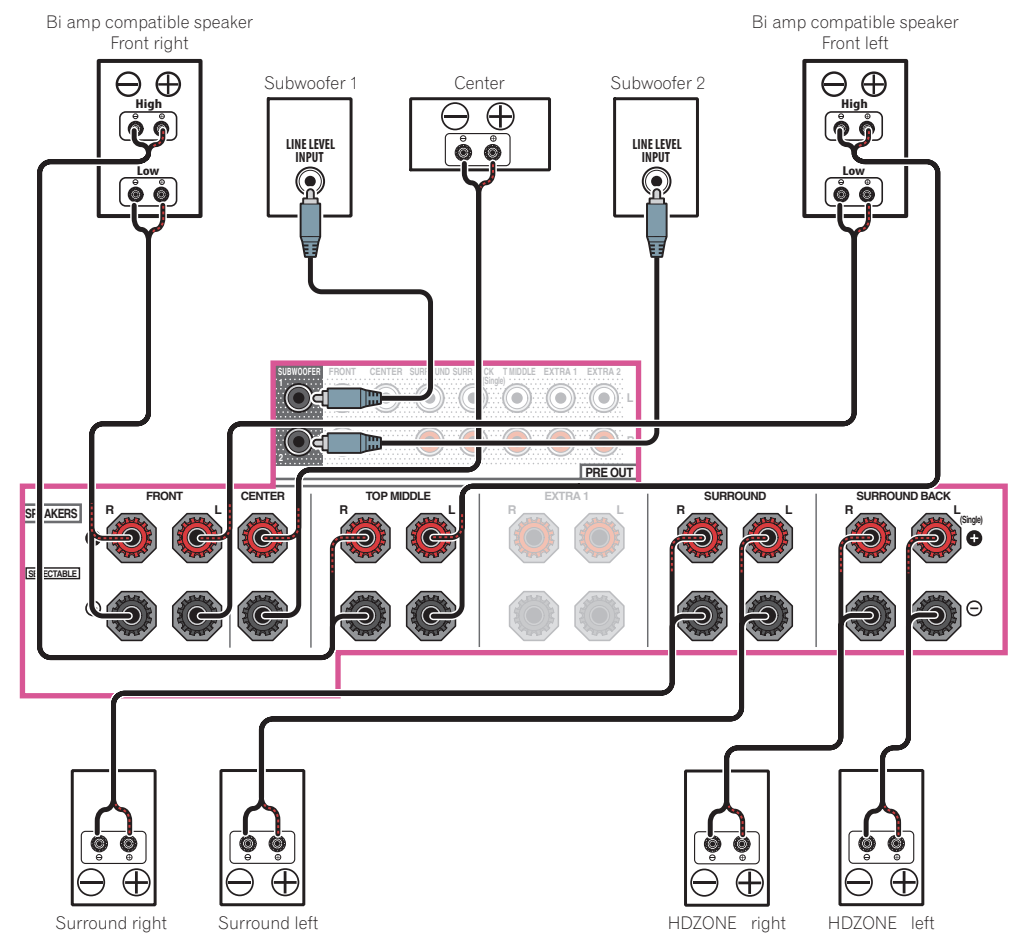 Bi amp compatible speaker
Front right
Bi amp compatible speaker
Front left
Subwoofer 1
Center
Subwoofer 2
High
Low
LINE LEVEL
INPUT
LINE LEVEL
INPUT
High
Low
SUBWOOFER FRONT CENTER T MIDDLE EXTRA 1 EXTRA 2
(Single)
1
L
2
PRE OUT
FRONT CENTER TOP MIDDLE EXTRA 1 SURROUND SURROUND BACK
R L R L R L R L R L
(Single)
Surround right
Surround left
HDZONE right
HDZONE left